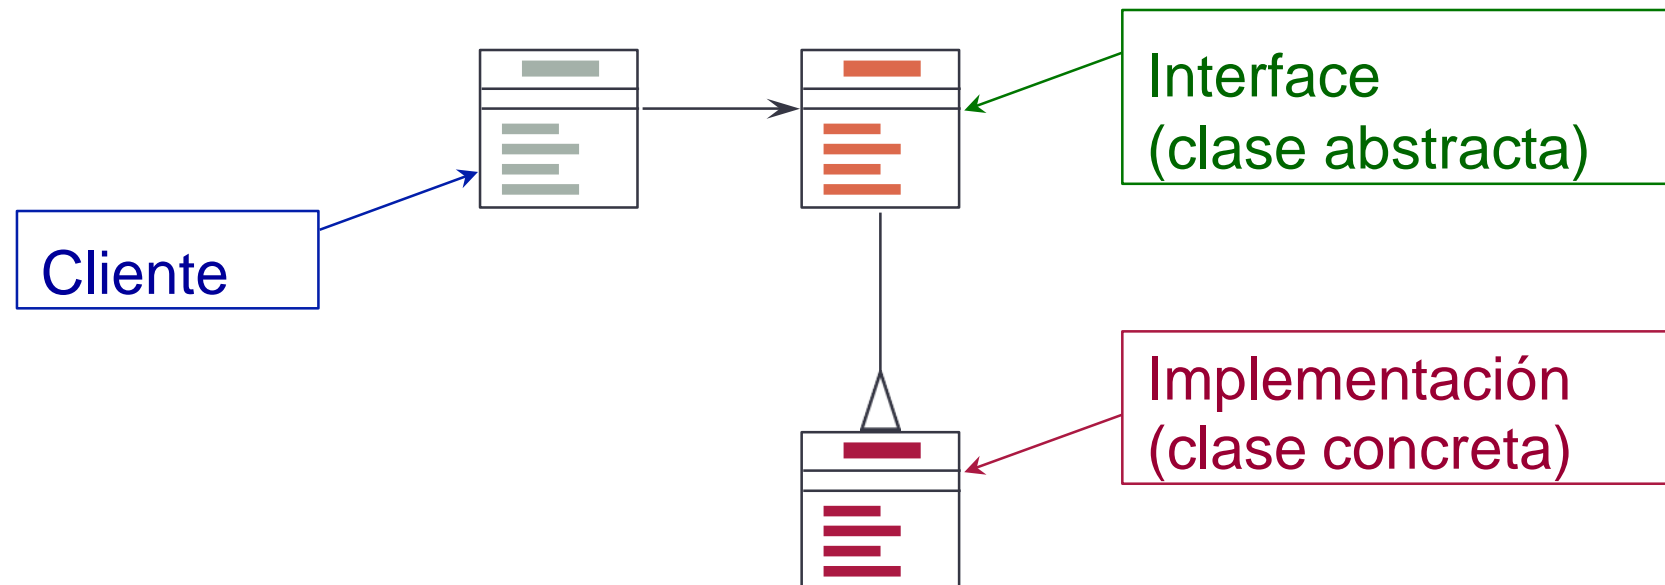 Interface
(clase abstracta)
Cliente
Implementación
(clase concreta)